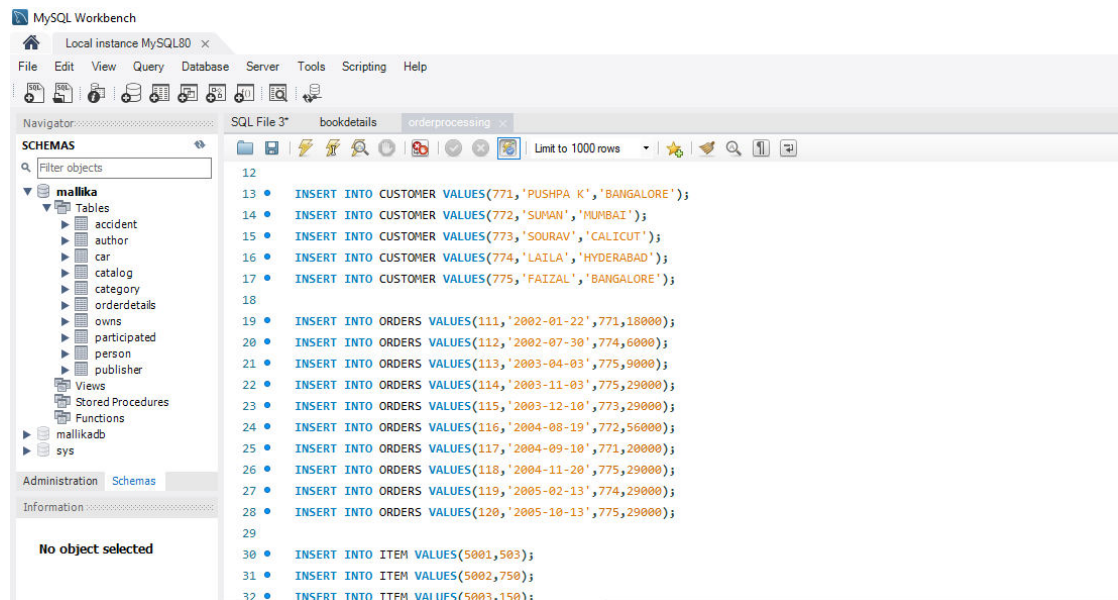 MySQL Workbench
Local instance MySQL80 ×
File Edit View Query Database Server Tools Scripting Help
Navigator
SQL File 3* bookdetails orderprocessing ×
SCHEMAS
Limit to 1000 rows
Filter objects
mallika
Tables
accident
author
car
catalog
category
orderdetails
owns
participated
person
publisher
Views
Stored Procedures
Functions
mallikadb
sys
Administration Schemas
Information
No object selected
12
13 INSERT INTO CUSTOMER VALUES(771,'PUSHPA K','BANGALORE');
14 INSERT INTO CUSTOMER VALUES(772,'SUMAN','MUMBAI');
15 INSERT INTO CUSTOMER VALUES(773,'SOURAV','CALICUT');
16 INSERT INTO CUSTOMER VALUES(774,'LAILA','HYDERABAD');
17 INSERT INTO CUSTOMER VALUES(775,'FAIZAL','BANGALORE');
18
19 INSERT INTO ORDERS VALUES(111,'2002-01-22',771,18000);
20 INSERT INTO ORDERS VALUES(112,'2002-07-30',774,6000);
21 INSERT INTO ORDERS VALUES(113,'2003-04-03',775,9000);
22 INSERT INTO ORDERS VALUES(114,'2003-11-03',775,29000);
23 INSERT INTO ORDERS VALUES(115,'2003-12-10',773,29000);
24 INSERT INTO ORDERS VALUES(116,'2004-08-19',772,56000);
25 INSERT INTO ORDERS VALUES(117,'2004-09-10',771,20000);
26 INSERT INTO ORDERS VALUES(118,'2004-11-20',775,29000);
27 INSERT INTO ORDERS VALUES(119,'2005-02-13',774,29000);
28 INSERT INTO ORDERS VALUES(120,'2005-10-13',775,29000);
29
30 INSERT INTO ITEM VALUES(5001,503);
31 INSERT INTO ITEM VALUES(5002,750);
32 INSERT INTO ITEM VALUES(5003,150);